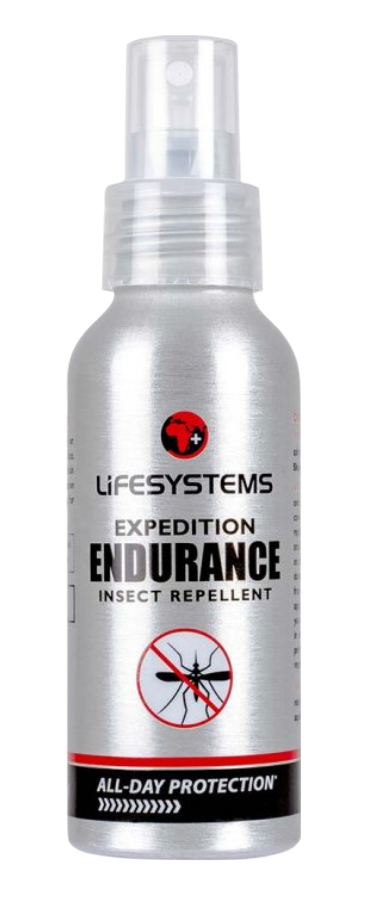 LiFESYSTEMS
EXPEDITION
ENDURANCE
INSECT REPELLENT
ALL-DAY PROTECTION*